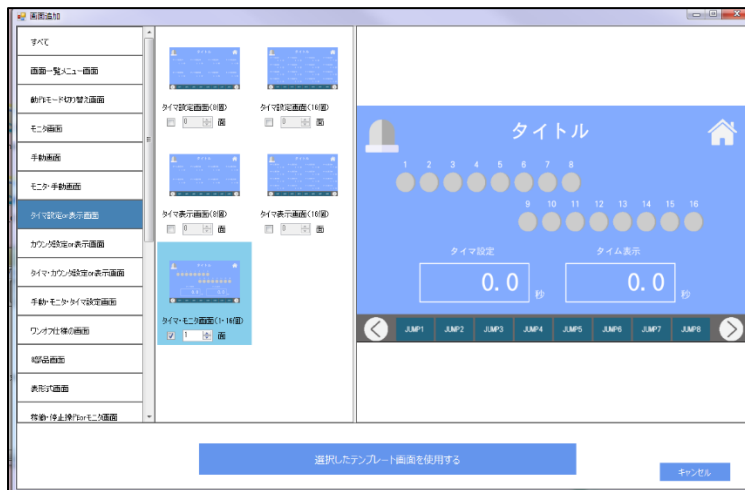 画面追加
すべて
画面一覧メニュー画面
動作モード切り替え画面
モニタ画面
手動画面
モニタ・手動画面
タイマ設定or表示画面
カウンタ設定or表示画面
タイマ・カウンタ設定or表示画面
手動・モニタ・タイマ設定画面
ワンオフ仕様の画面
部品画面
表形式画面
稼働・停止操作orモニタ画面
タイマ設定画面(8個)
0 面
タイマ設定画面(16個)
0 面
タイマ表示画面(8個)
0 面
タイマ表示画面(16個)
0 面
タイマ・モニタ画面(1-16個)
1 面
タイトル
1 2 3 4 5 6 7 8
9 10 11 12 13 14 15 16
タイマ設定
タイム表示
0.0 秒
0.0 秒
JUMP1 JUMP2 JUMP3 JUMP4 JUMP5 JUMP6 JUMP7 JUMP8
選択したテンプレート画面を使用する
キャンセル